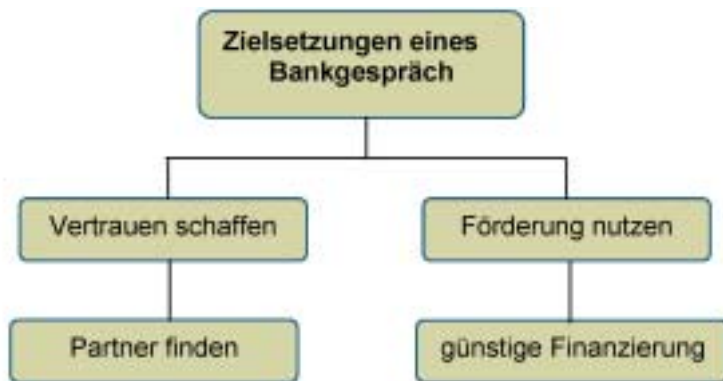 Zielsetzungen eines
Bankgespräch
Vertrauen schaffen
Förderung nutzen
Partner finden
günstige Finanzierung